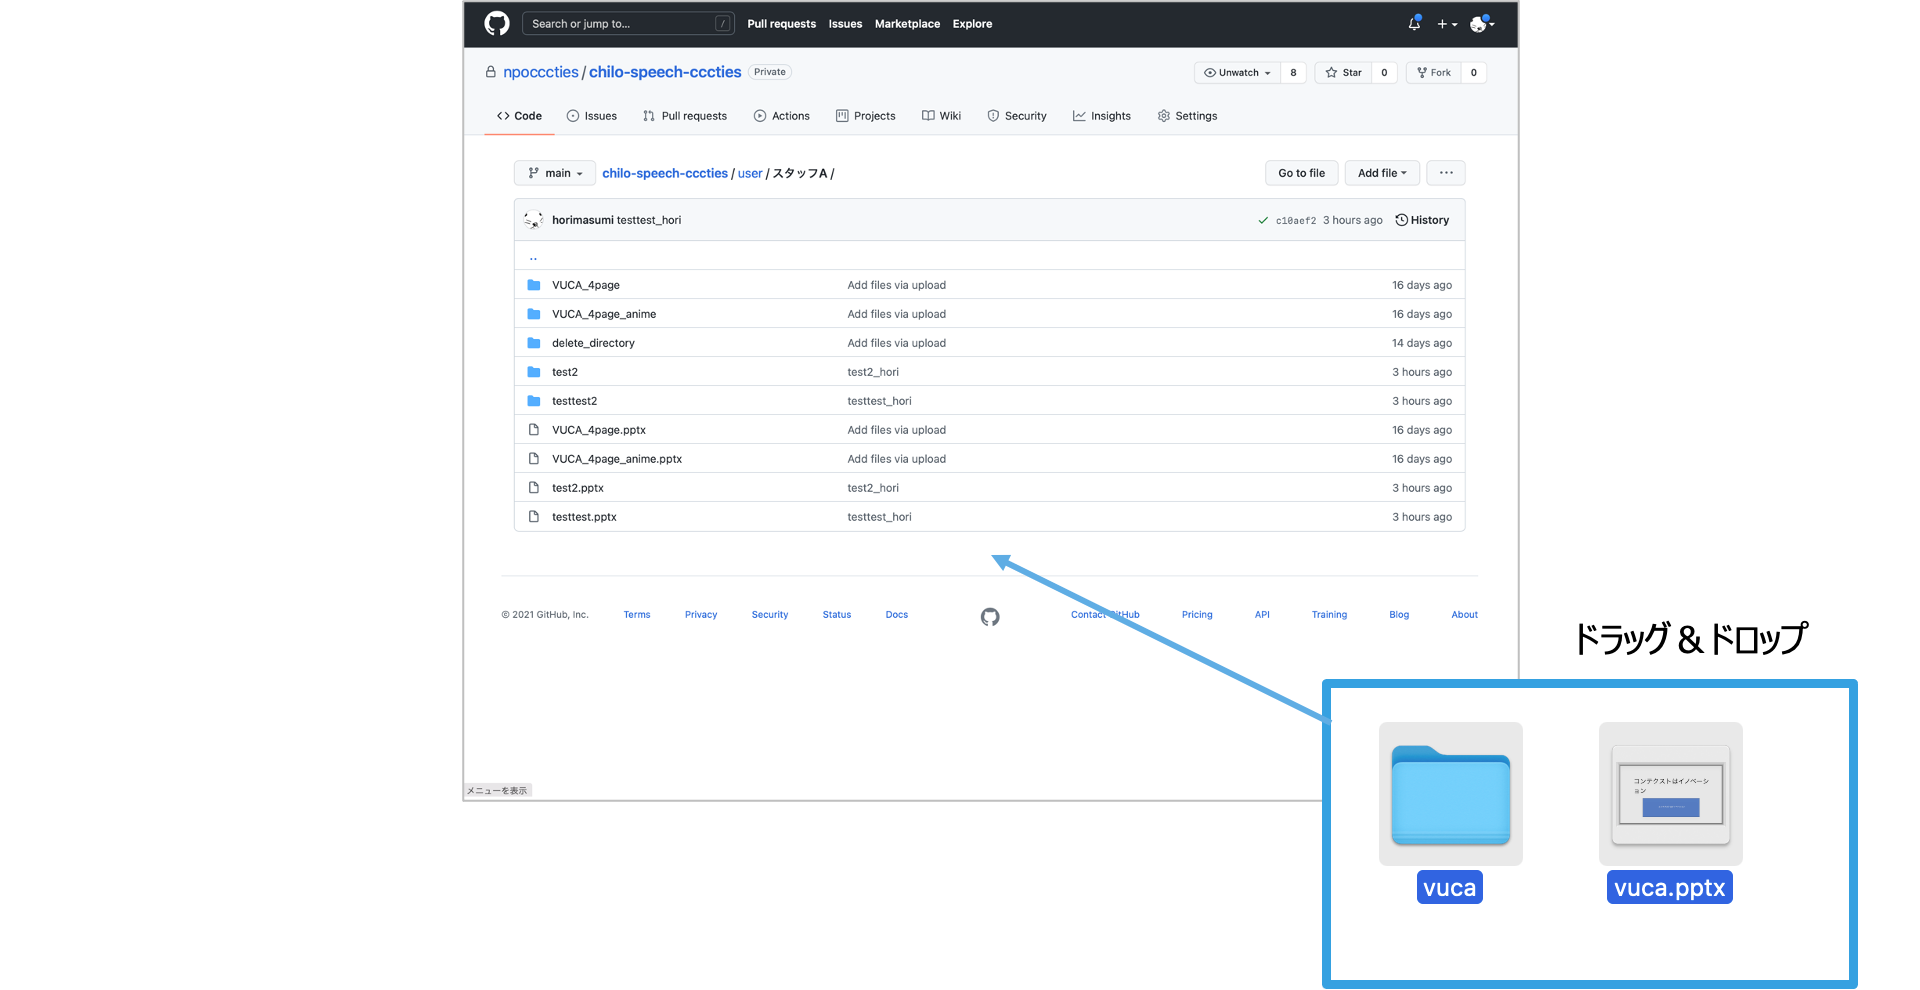 Search or jump to... /
Pull requests Issues Marketplace Explore
npocccties / chilo-speech-cccties Private
Unwatch 8 Star 0 Fork 0
Code Issues Pull requests Actions Projects Wiki Security Insights Settings
main chilo-speech-cccties / user / スタッフA / Go to file Add file ...
horimasumi testtest_hori c10aef2 3 hours ago History
..
VUCA_4page Add files via upload 16 days ago
VUCA_4page_anime Add files via upload 16 days ago
delete_directory Add files via upload 14 days ago
test2 test2_hori 3 hours ago
testtest2 testtest_hori 3 hours ago
VUCA_4page.pptx Add files via upload 16 days ago
VUCA_4page_anime.pptx Add files via upload 16 days ago
test2.pptx test2_hori 3 hours ago
testtest.pptx testtest_hori 3 hours ago
© 2021 GitHub, Inc. Terms Privacy Security Status Docs Contact GitHub Pricing API Training Blog About
ドラッグ＆ドロップ
メニューを表示
コンテクストはイノベーシ
ョン
vuca vuca.pptx